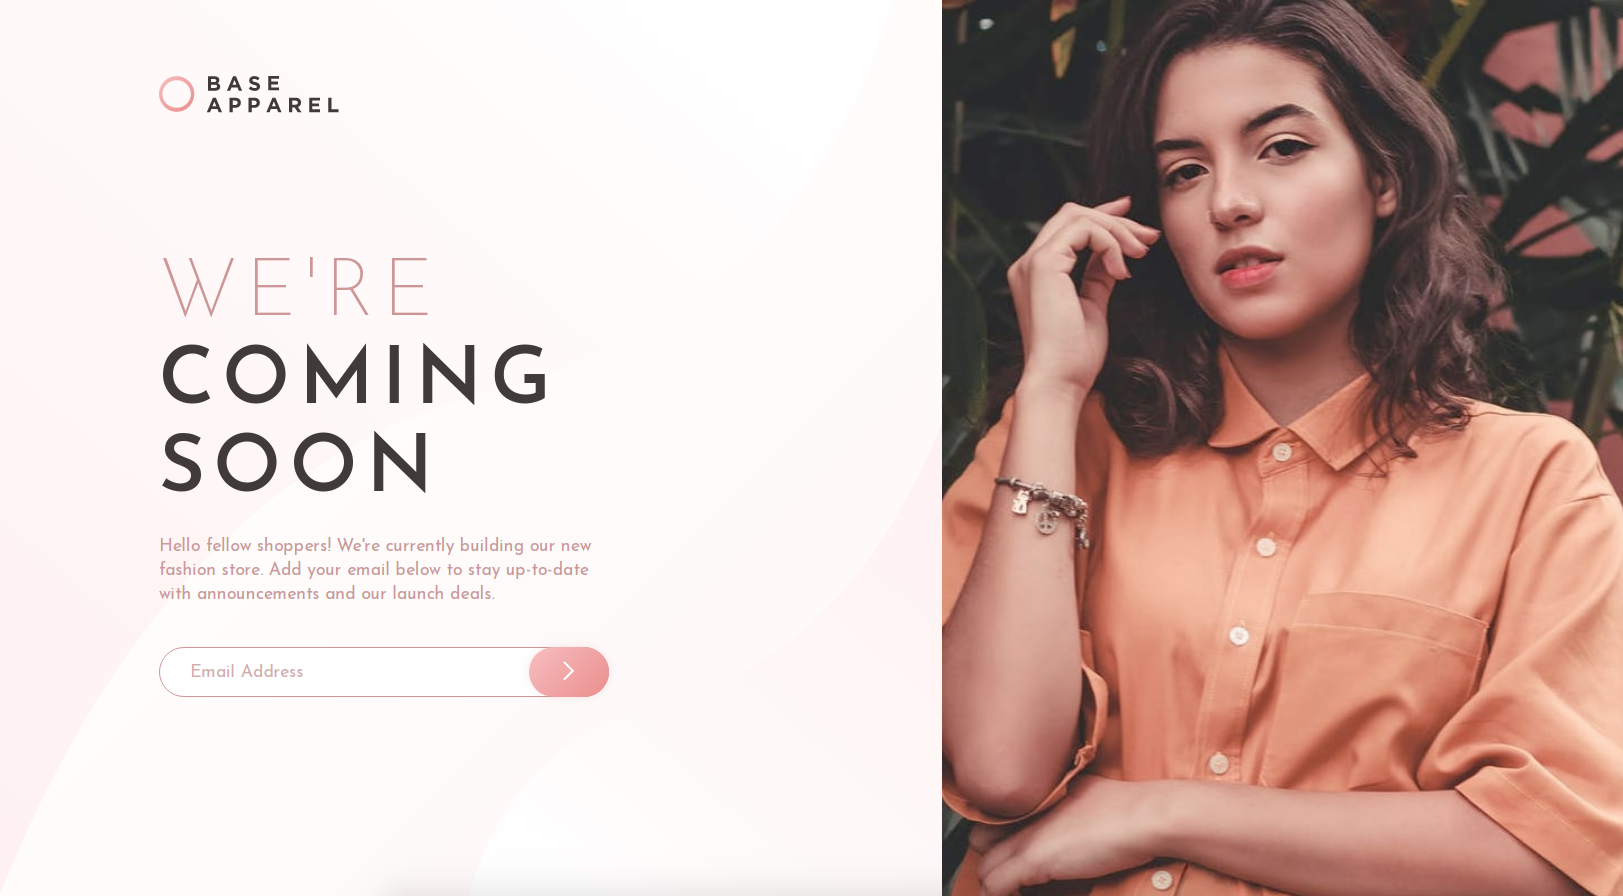 BASE
APPAREL
WE'RE
COMING
SOON
Hello fellow shoppers! We're currently building our new
fashion store. Add your email below to stay up-to-date
with announcements and our launch deals.
Email Address